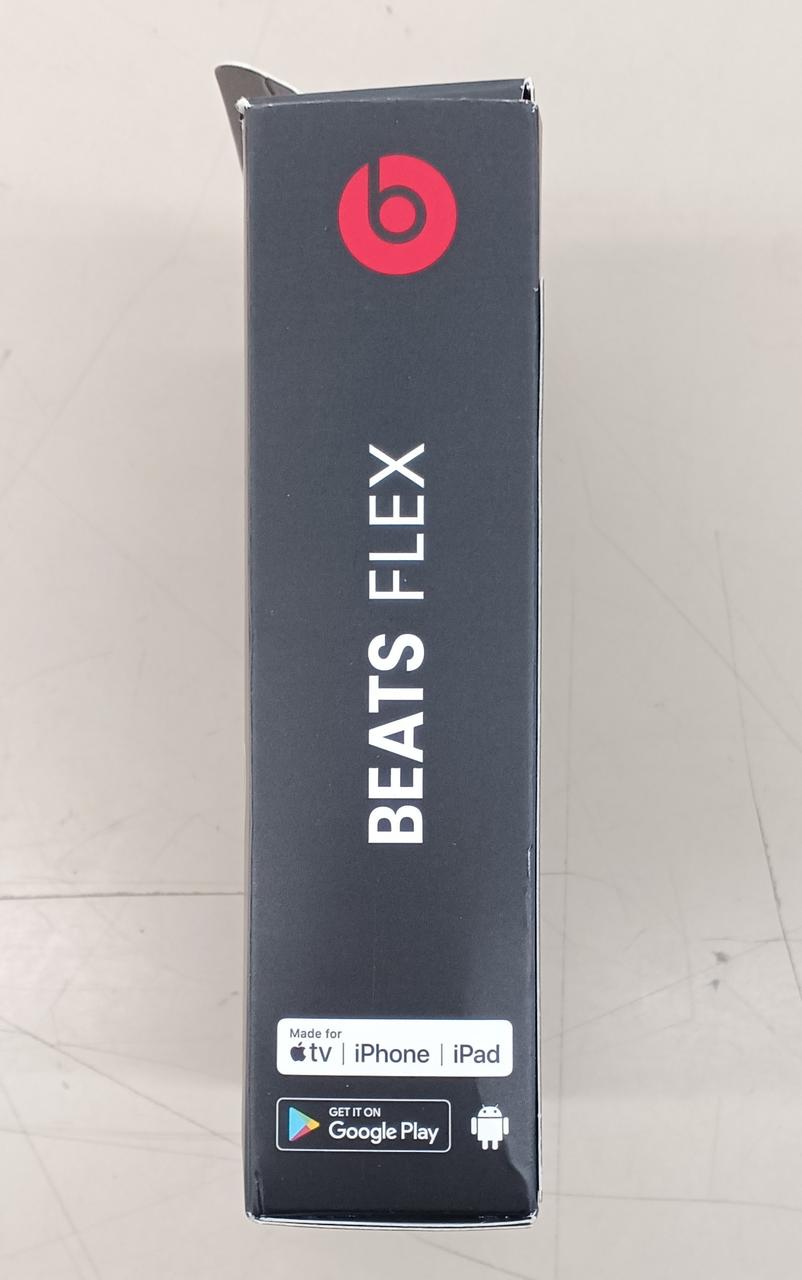 b
BEATS FLEX
Made for
tv | iPhone | iPad
GET IT ON
Google Play